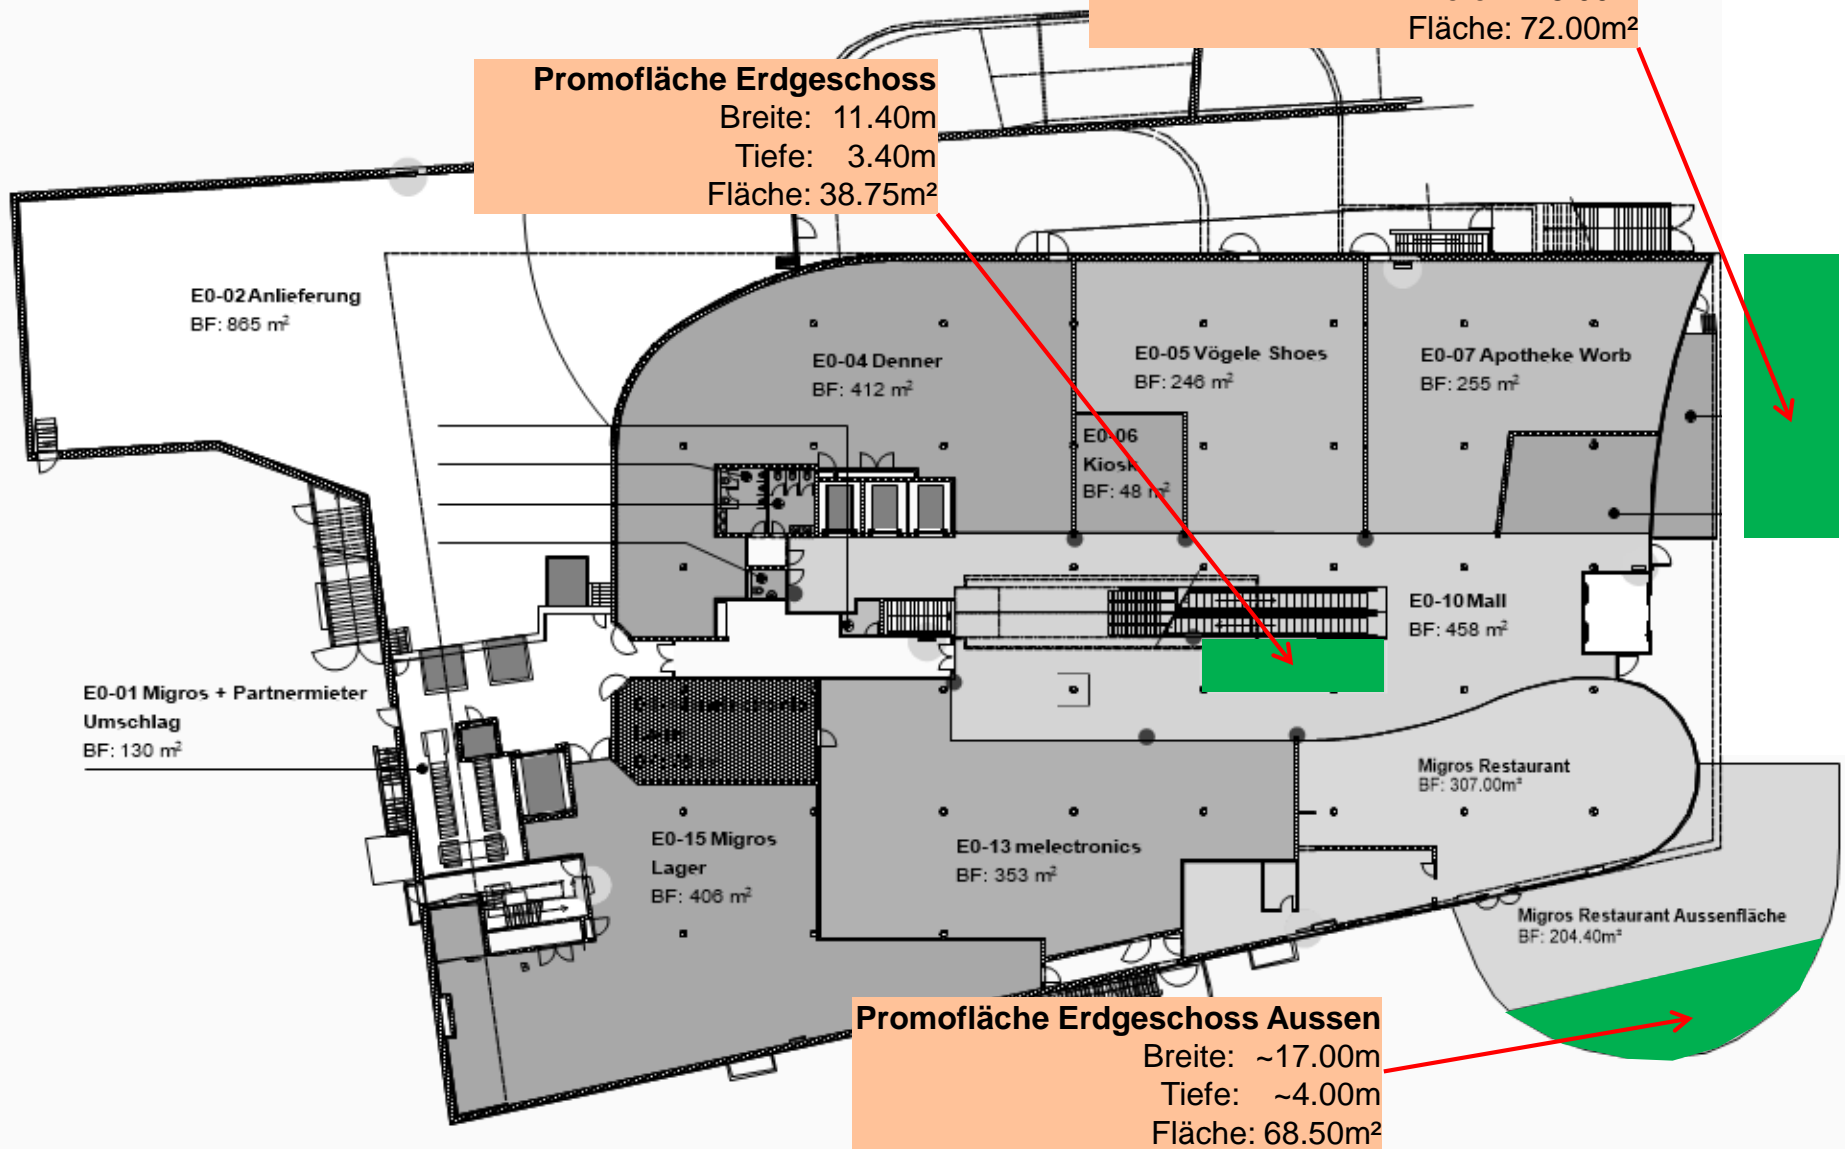 Fläche: 72.00m²
Promofläche Erdgeschoss
Breite: 11.40m
Tiefe: 3.40m
Fläche: 38.75m²
E0-02 Anlieferung
BF: 865 m²
E0-04 Denner
BF: 412 m²
E0-05 Vögele Shoes
BF: 246 m²
E0-07 Apotheke Worb
BF: 255 m²
E0-06
Kiosk
BF: 48 m²
E0-10 Mall
BF: 458 m²
E0-01 Migros + Partnermieter
Umschlag
BF: 130 m²
E0-15 Migros
Lager
BF: 406 m²
E0-13 melectronics
BF: 353 m²
Migros Restaurant
BF: 307.00m²
Migros Restaurant Aussenfläche
BF: 204.40m²
Promofläche Erdgeschoss Aussen
Breite: ~17.00m
Tiefe: ~4.00m
Fläche: 68.50m²